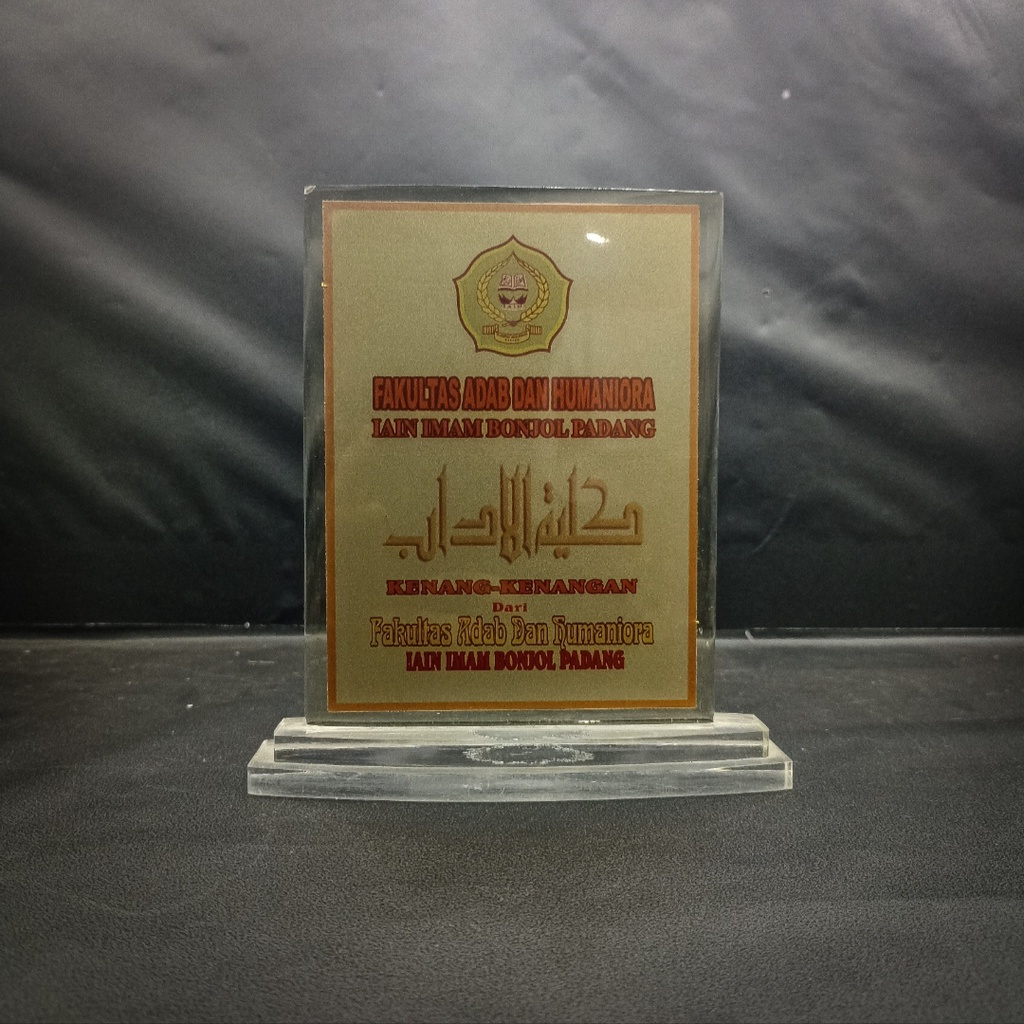 FAKULTAS ADAB DAN HUMANIORA
IAIN IMAM BONJOL PADANG
كلية الاداب
KENANG-KENANGAN
Dari
Fakultas Adab Dan Humaniora
IAIN IMAM BONJOL PADANG